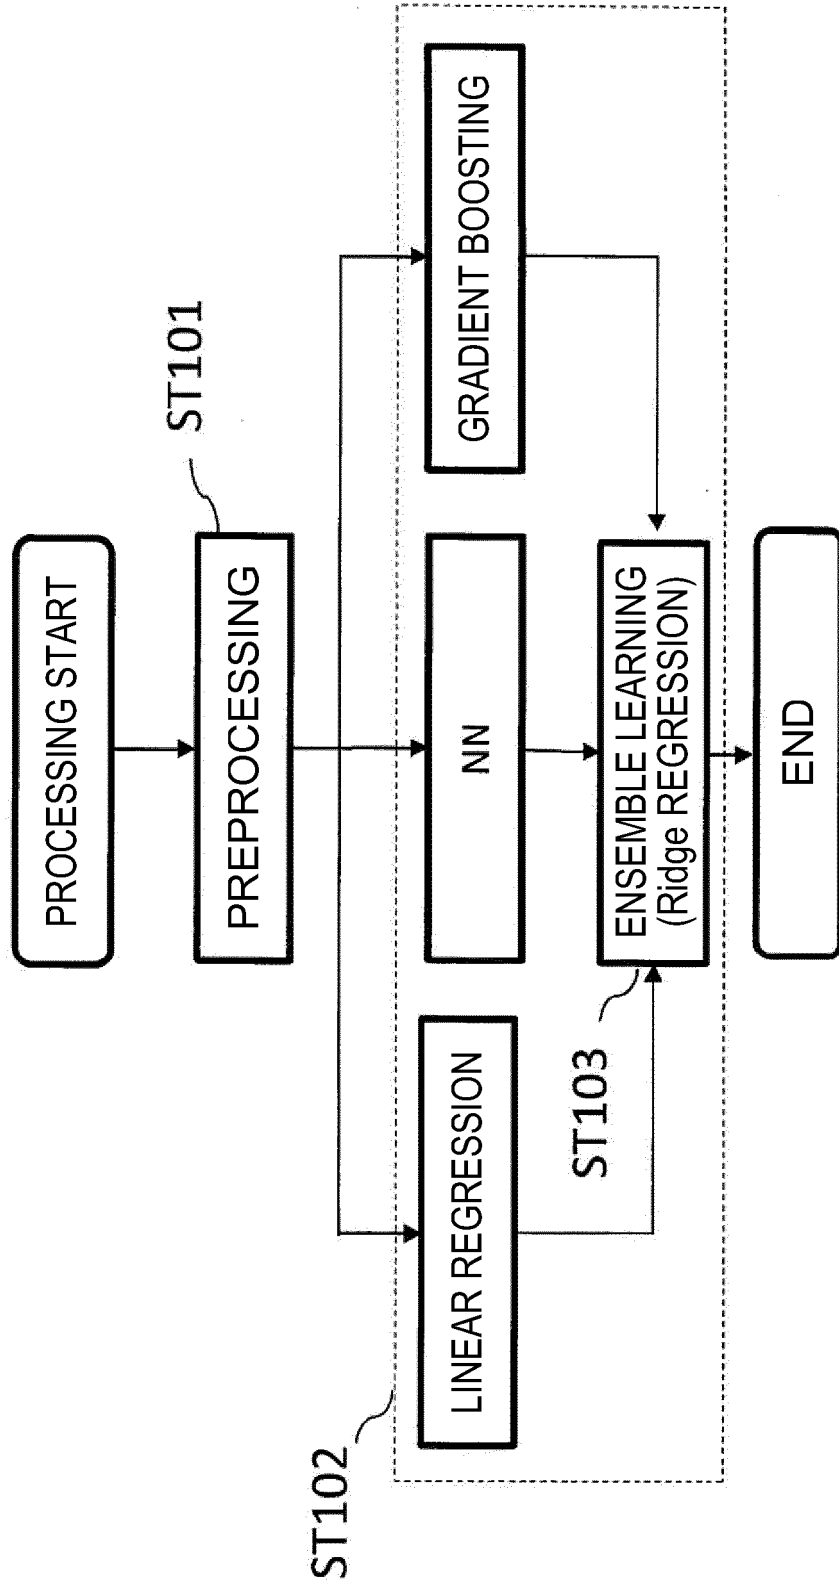 PROCESSING START
PREPROCESSING
ST101
ST102
LINEAR REGRESSION
NN
GRADIENT BOOSTING
ST103
ENSEMBLE LEARNING
(Ridge REGRESSION)
END